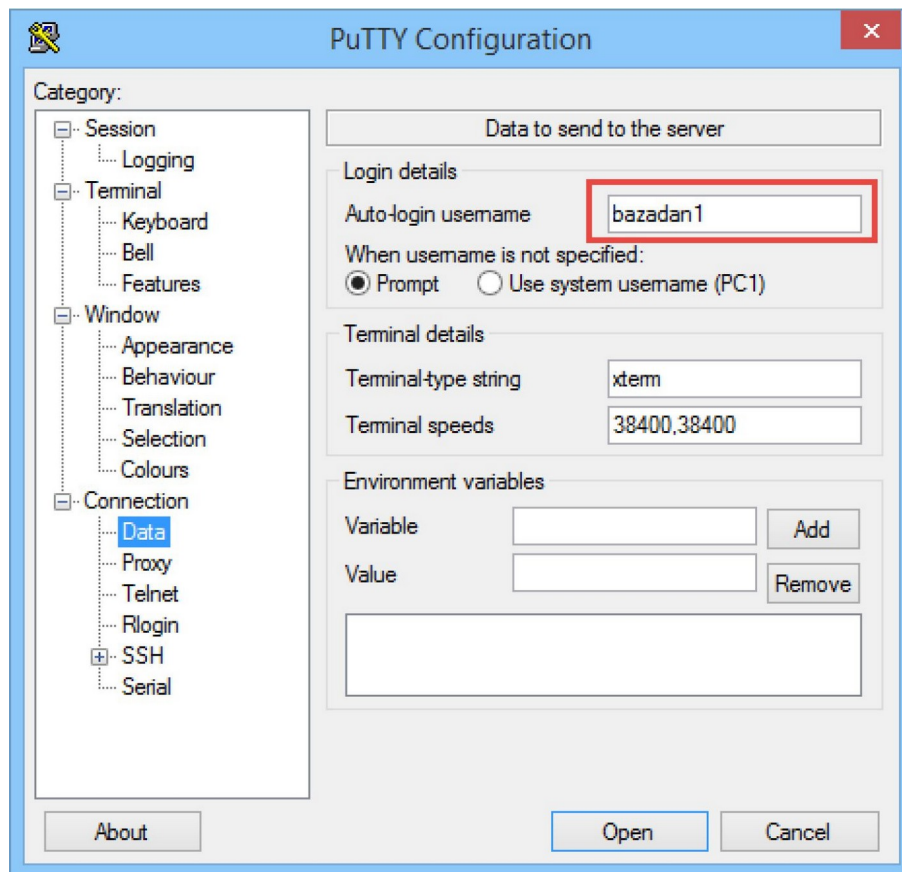 PuTTY Configuration
Category:
Session
Logging
Terminal
Keyboard
Bell
Features
Window
Appearance
Behaviour
Translation
Selection
Colours
Connection
Data
Proxy
Telnet
Rlogin
SSH
Serial
Data to send to the server
Login details
Auto-login username bazadan1
When username is not specified:
Prompt Use system username (PC1)
Terminal details
Terminal-type string xterm
Terminal speeds 38400,38400
Environment variables
Variable Add
Value Remove
About Open Cancel